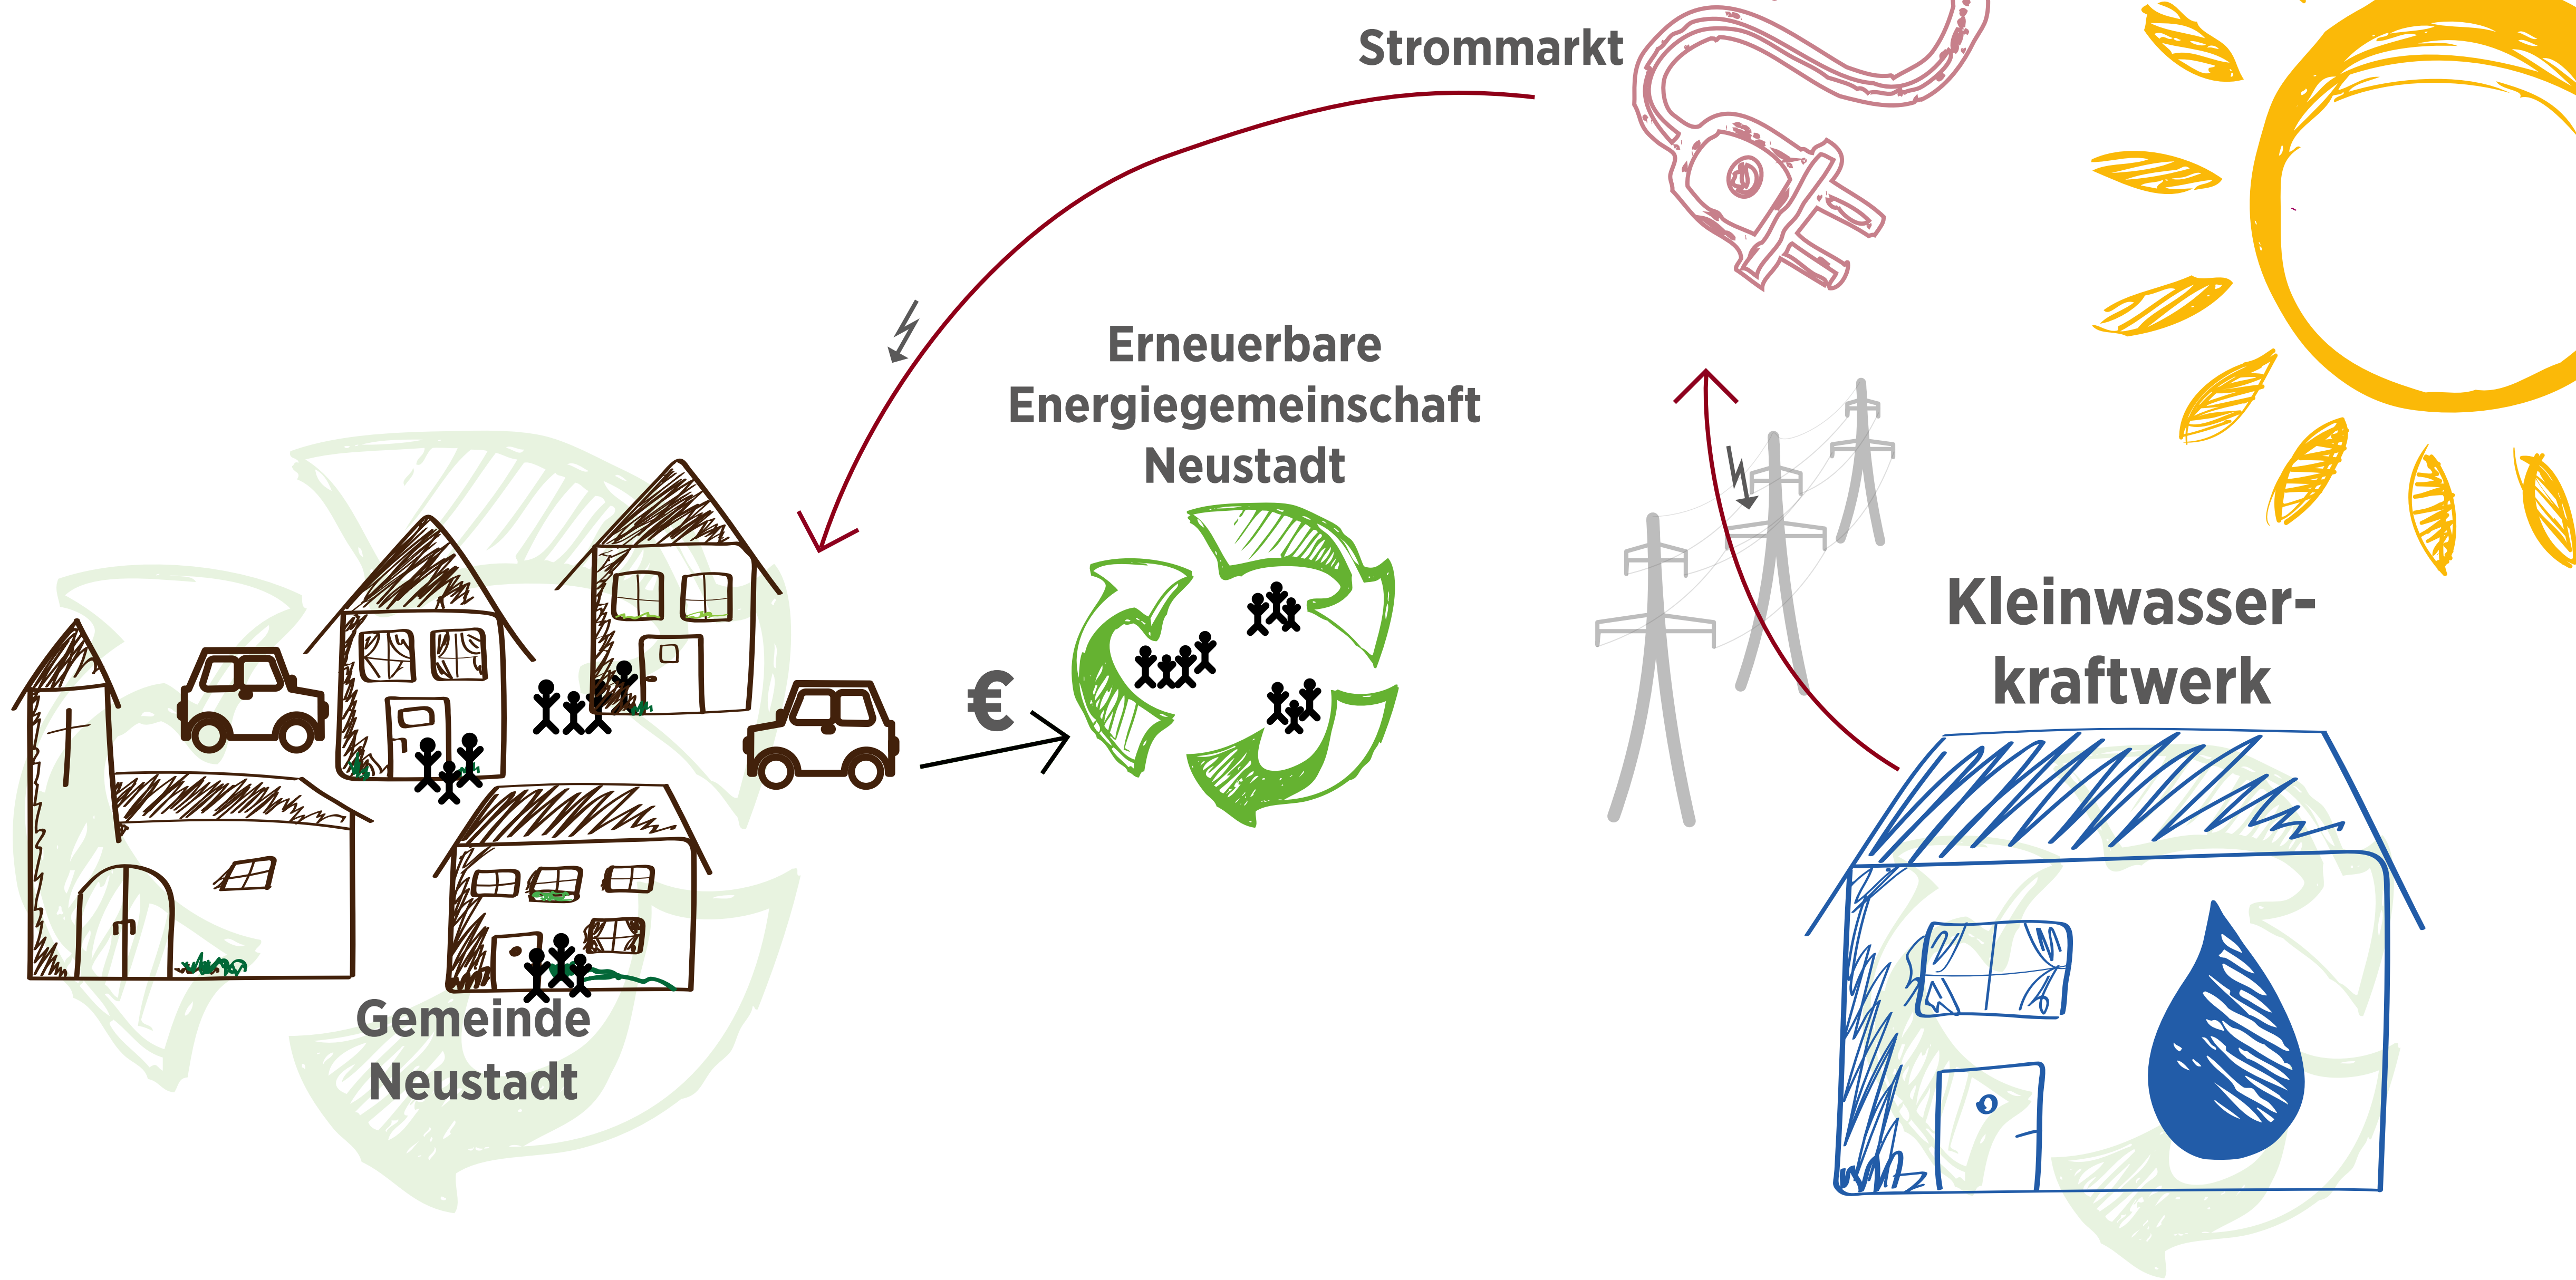 Strommarkt
Erneuerbare
Energiegemeinschaft
Neustadt
€
Kleinwasser-
kraftwerk
Gemeinde
Neustadt